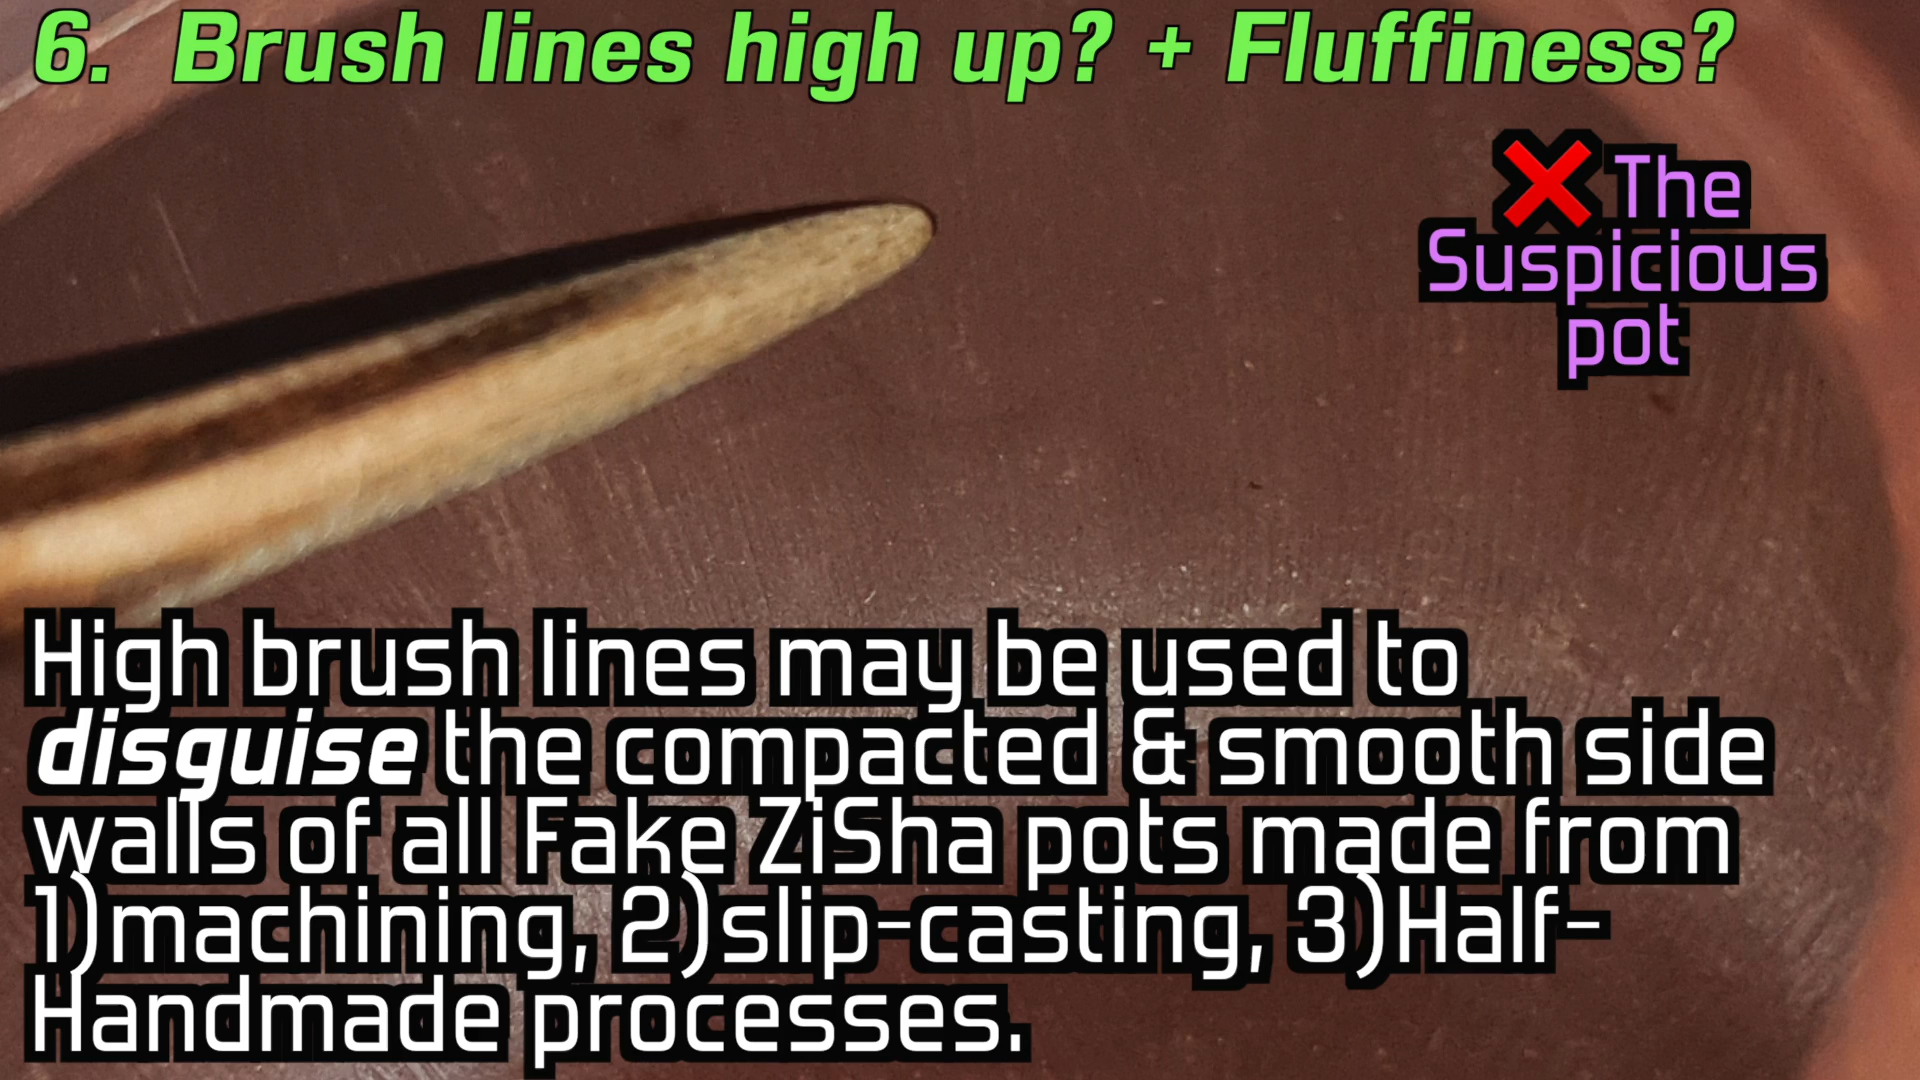 6. Brush lines high up? + Fluffiness?
❌ The
Suspicious
pot
High brush lines may be used to
disguise the compacted & smooth side
walls of all Fake ZiSha pots made from
1)machining, 2)slip-casting, 3)Half-
Handmade processes.